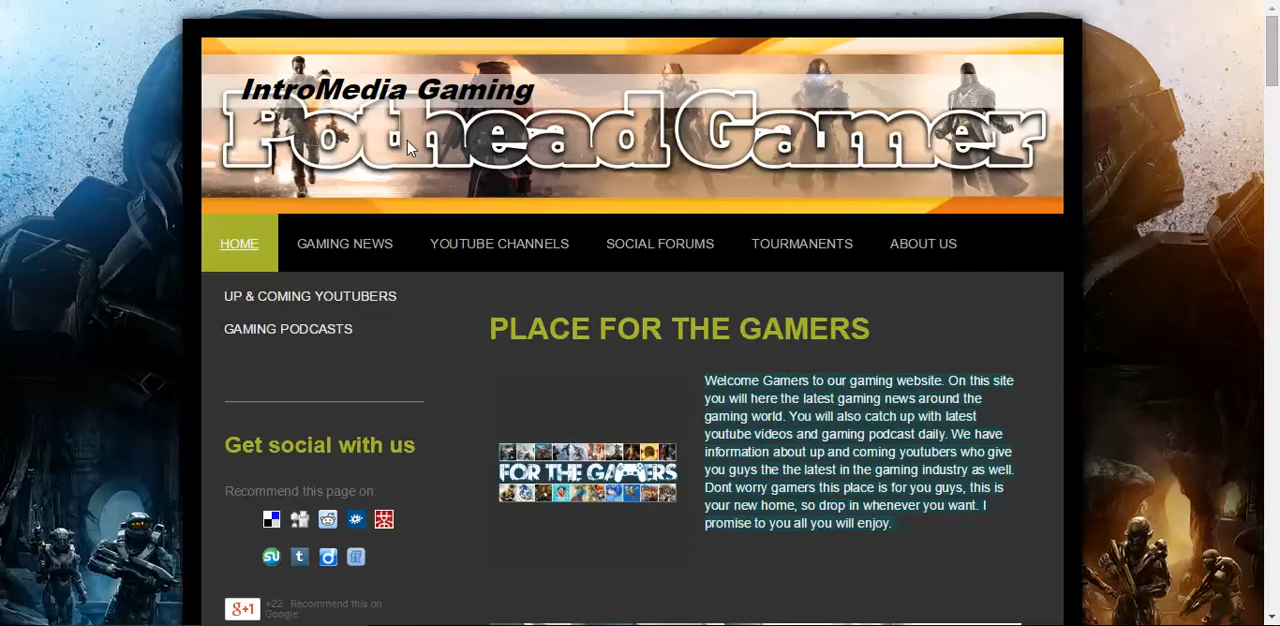 IntroMedia Gaming
Pothead Gamer
HOME GAMING NEWS YOUTUBE CHANNELS SOCIAL FORUMS TOURMANENTS ABOUT US
UP & COMING YOUTUBERS
GAMING PODCASTS
Get social with us
Recommend this page on:
SU t
g+1 +22 Recommend this on
Google
PLACE FOR THE GAMERS
FOR THE GAMERS
Welcome Gamers to our gaming website. On this site
you will here the latest gaming news around the
gaming world. You will also catch up with latest
youtube videos and gaming podcast daily. We have
information about up and coming youtubers who give
you guys the the latest in the gaming industry as well.
Dont worry gamers this place is for you guys, this is
your new home, so drop in whenever you want. I
promise to you all you will enjoy.